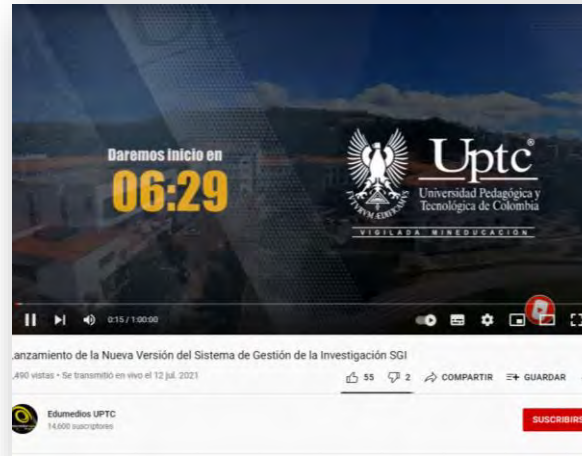 Daremos inicio en
06:29
Uptc®
Universidad Pedagógica y
Tecnológica de Colombia
VIGILADA MINEDUCACIÓN
0:15 / 1:00:00
anzamiento de la Nueva Versión del Sistema de Gestión de la Investigación SGI
,490 vistas • Se transmitió en vivo el 12 jul. 2021
55
2
COMPARTIR
GUARDAR
Edumedios UPTC
14,600 suscriptores
SUSCRIBIRS